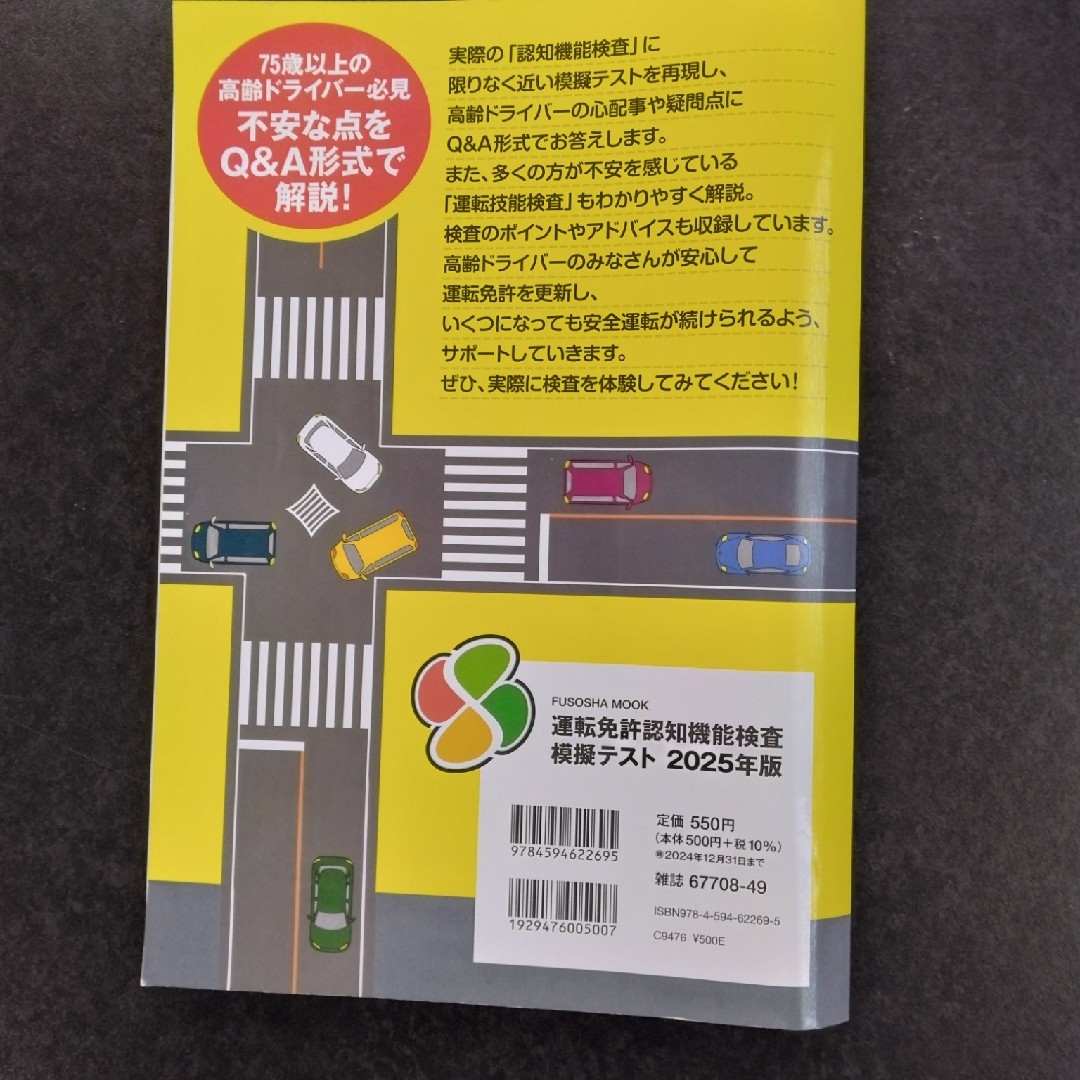 75歳以上の
高齢ドライバー必見
不安な点を
Q&A形式で
解説!
実際の「認知機能検査」に
限りなく近い模擬テストを再現し、
高齢ドライバーの心配事や疑問点に
Q&A形式でお答えします。
また、多くの方が不安を感じている
「運転技能検査」もわかりやすく解説。
検査のポイントやアドバイスも収録しています。
高齢ドライバーのみなさんが安心して
運転免許を更新し、
いくつになっても安全運転が続けられるよう、
サポートしていきます。
ぜひ、実際に検査を体験してみてください!
FUSOSHA MOOK
運転免許認知機能検査
模擬テスト 2025年版
9784594622695
1929476005007
定価 550円
(本体500円+税10%)
2024年12月31日まで
雑誌 67708-49
ISBN978-4-594-62269-5
C9476 ¥500E